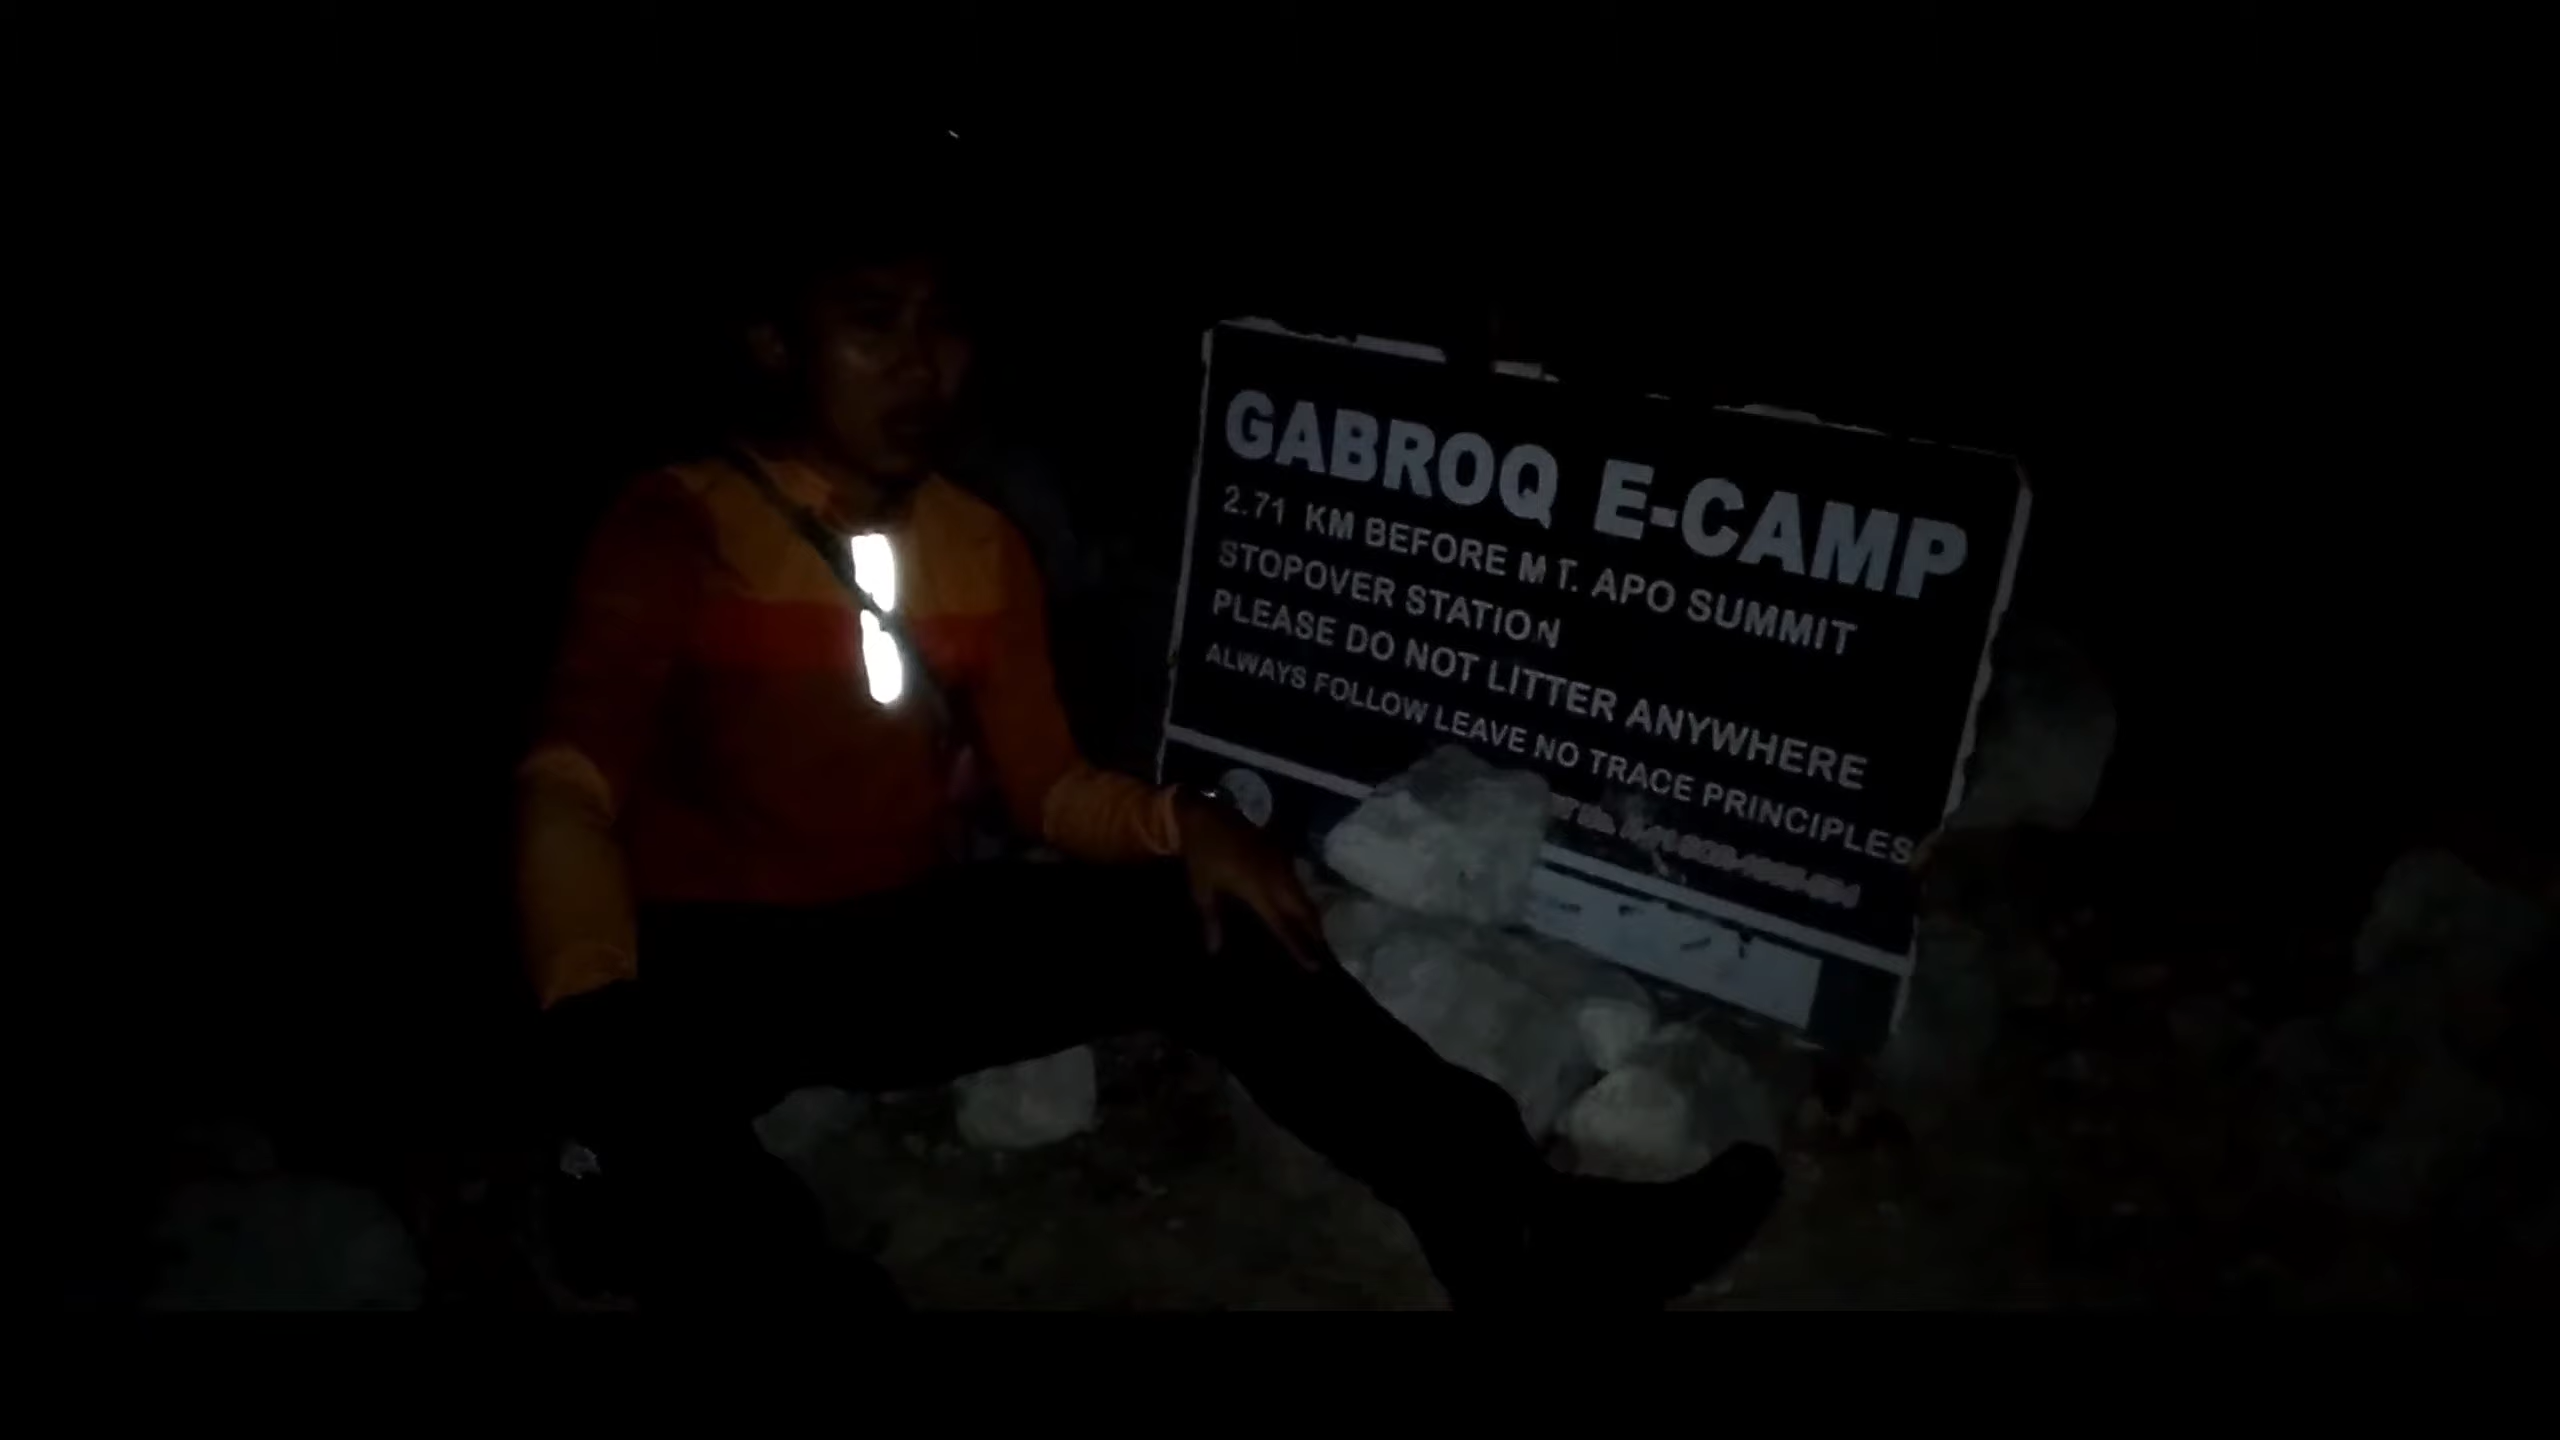 GABROQ E-CAMP
2.71 KM BEFORE MT. APO SUMMIT
STOPOVER STATION
PLEASE DO NOT LITTER ANYWHERE
ALWAYS FOLLOW LEAVE NO TRACE PRINCIPLES